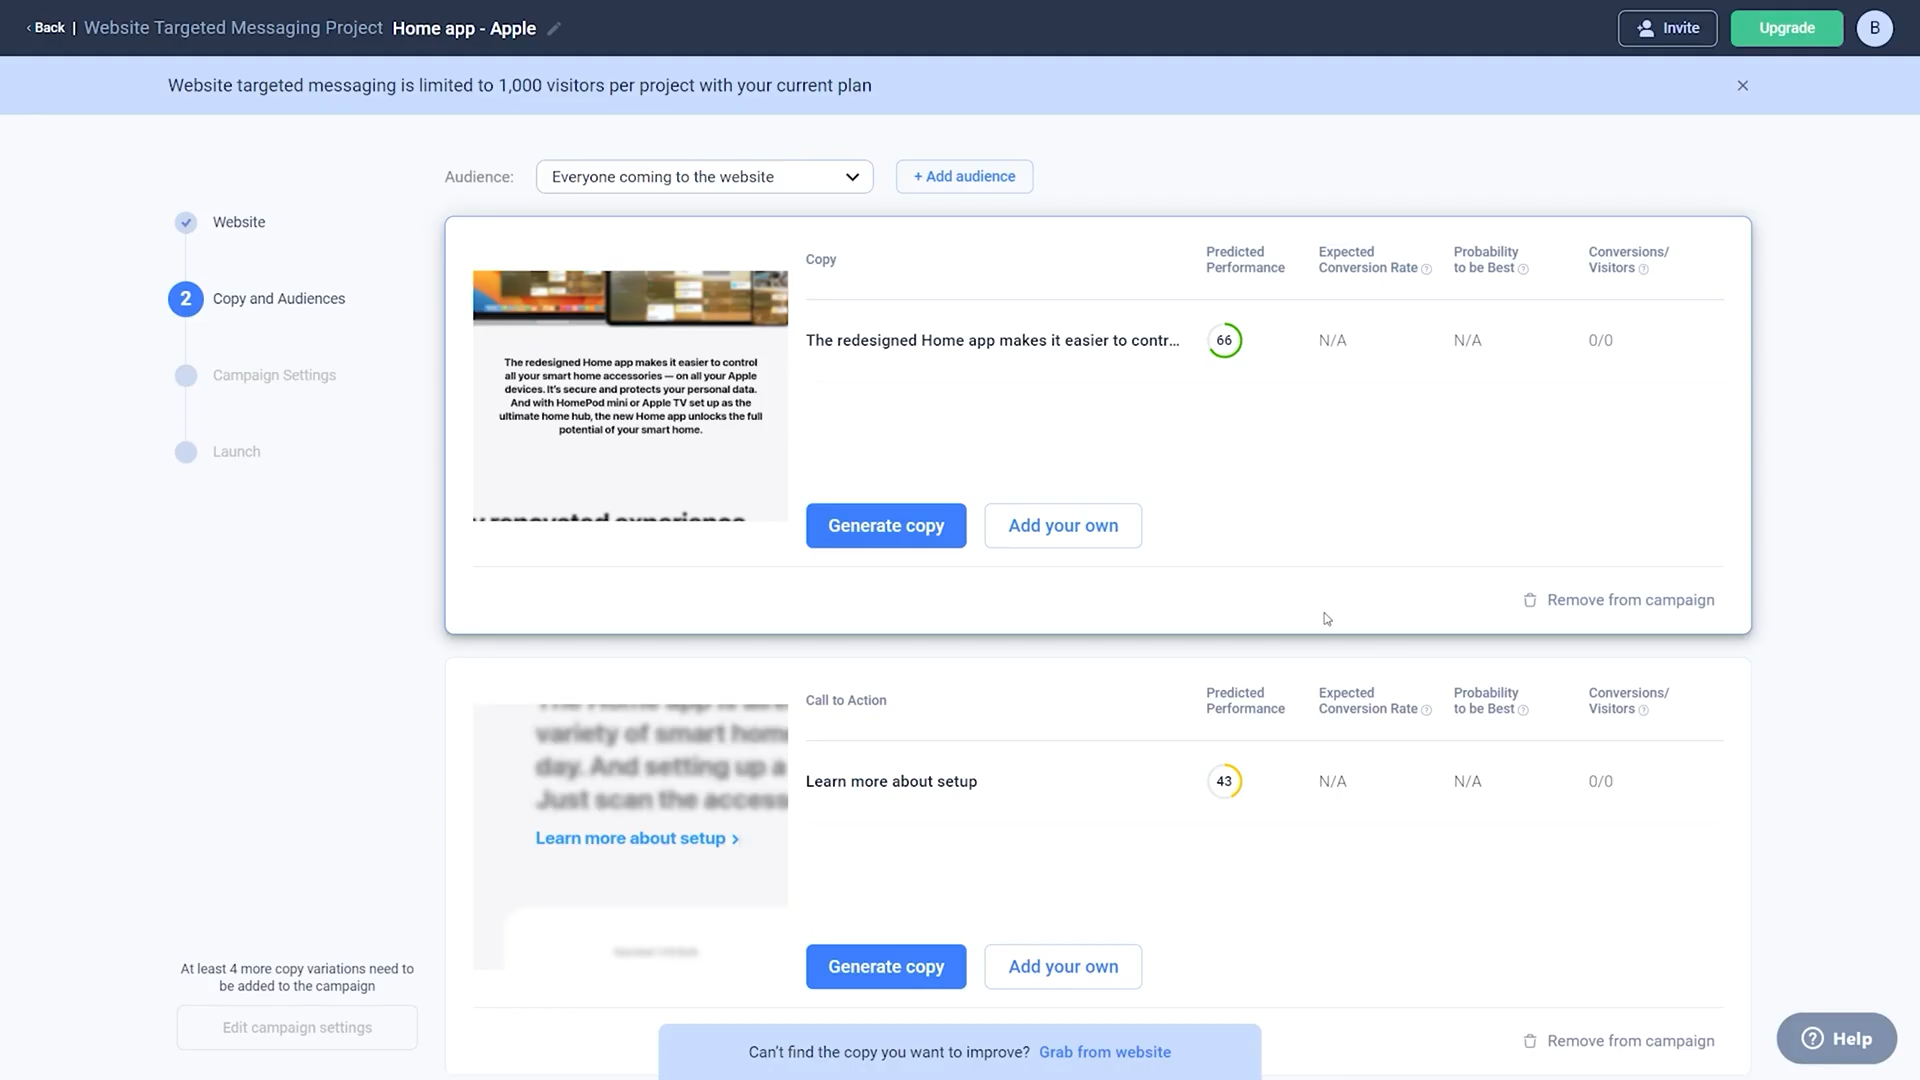 ‹ Back | Website Targeted Messaging Project Home app - Apple
Invite
Upgrade
B
Website targeted messaging is limited to 1,000 visitors per project with your current plan
Audience:
Everyone coming to the website
+ Add audience
Website
2
Copy and Audiences
Campaign Settings
Launch
At least 4 more copy variations need to
be added to the campaign
Edit campaign settings
The redesigned Home app makes it easier to control
all your smart home accessories — on all your Apple
devices. It's secure and protects your personal data.
And with HomePod mini or Apple TV set up as the
ultimate home hub, the new Home app unlocks the full
potential of your smart home.
Copy
Predicted
Performance
Expected
Conversion Rate ?
Probability
to be Best ?
Conversions/
Visitors ?
The redesigned Home app makes it easier to contr...
66
N/A
N/A
0/0
Generate copy
Add your own
Remove from campaign
variety of smart hom
day. And setting up a
Just scan the access
Learn more about setup >
Call to Action
Predicted
Performance
Expected
Conversion Rate ?
Probability
to be Best ?
Conversions/
Visitors ?
Learn more about setup
43
N/A
N/A
0/0
Generate copy
Add your own
Remove from campaign
Can't find the copy you want to improve? Grab from website
? Help